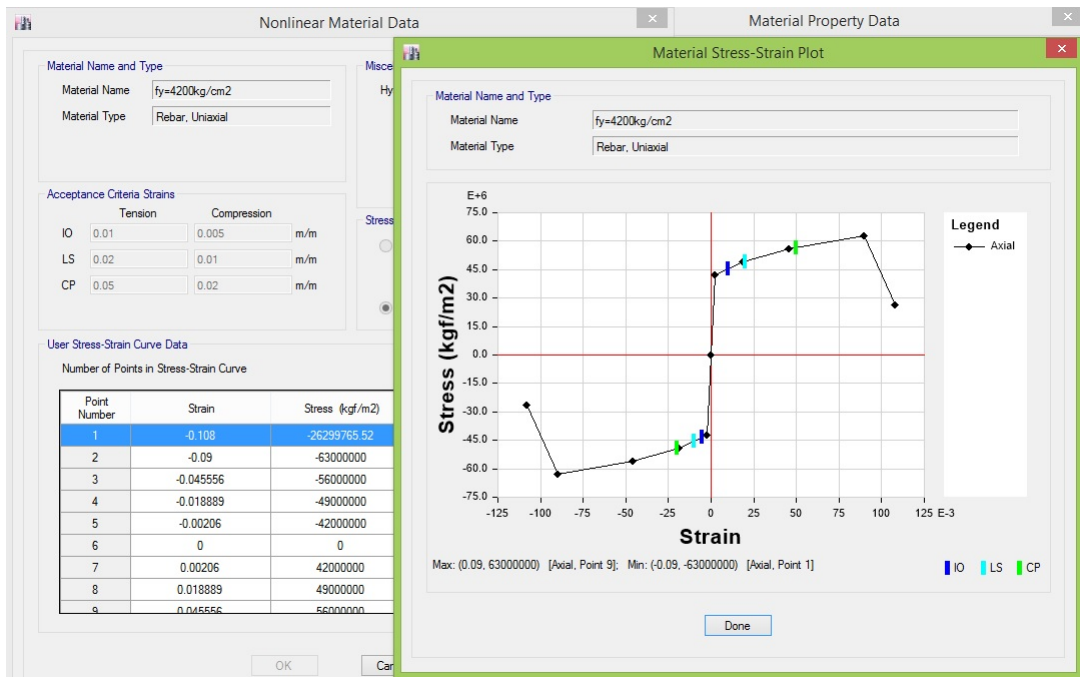 Nonlinear Material Data
Material Property Data
Material Name and Type
Material Name fy=4200kg/cm2
Material Type Rebar, Uniaxial
Misce
Hy
Acceptance Criteria Strains
Tension Compression
IO 0.01 0.005 m/m
LS 0.02 0.01 m/m
CP 0.05 0.02 m/m
Stress
User Stress-Strain Curve Data
Number of Points in Stress-Strain Curve
Point Number Strain Stress (kgf/m2)
1 -0.108 -26299765.52
2 -0.09 -63000000
3 -0.045556 -56000000
4 -0.018889 -49000000
5 -0.00206 -42000000
6 0 0
7 0.00206 42000000
8 0.018889 49000000
9 0.045556 56000000
OK Car
Material Stress-Strain Plot
Material Name and Type
Material Name fy=4200kg/cm2
Material Type Rebar, Uniaxial
E+6
75.0
60.0
45.0
30.0
15.0
0.0
-15.0
-30.0
-45.0
-60.0
-75.0
Stress (kgf/m2)
-125 -100 -75 -50 -25 0 25 50 75 100 125 E-3
Strain
Legend
Axial
Max: (0.09, 63000000) [Axial, Point 9]; Min: (-0.09, -63000000) [Axial, Point 1]
IO LS CP
Done